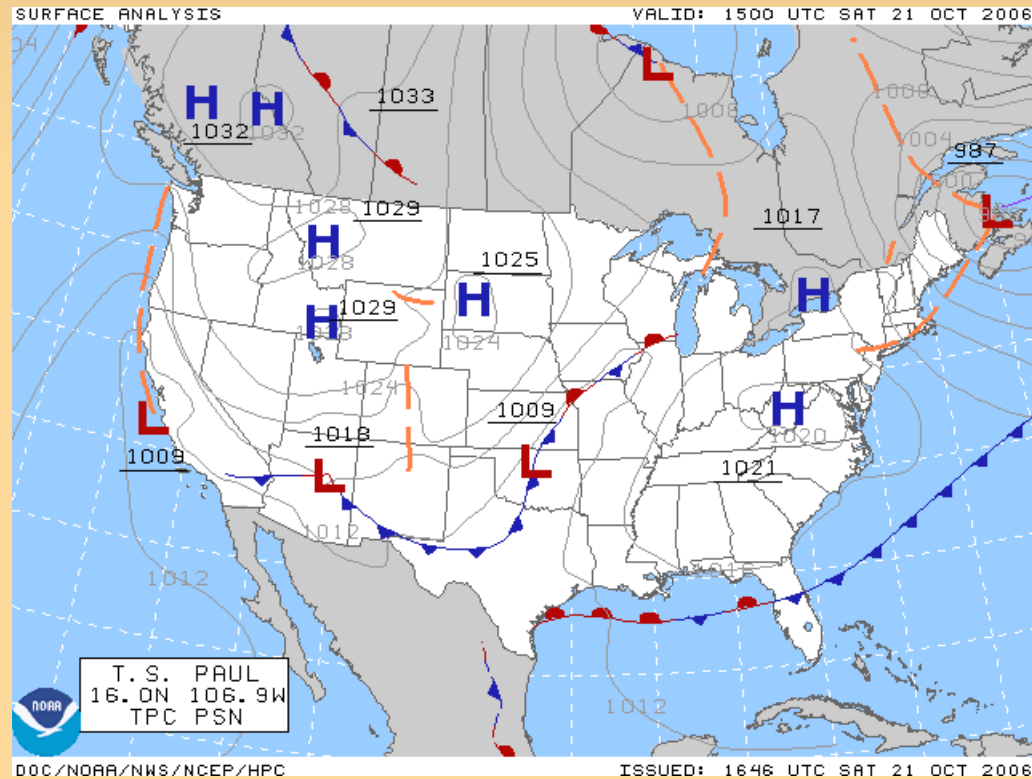 SURFACE ANALYSIS
VALID: 1500 UTC SAT 21 OCT 2006
H
H
1032
1032
1033
L
1008
1008
1004
987
1000
L
1028
1029
H
1028
1017
1025
H
1029
H
H
1024
1024
1009
L
1018
L
L
1009
H
1020
1021
1012
1012
1016
1012
T.S. PAUL
16.0N 106.9W
TPC PSN
NOAA
DOC/NOAA/NWS/NCEP/HPC
ISSUED: 1646 UTC SAT 21 OCT 2006